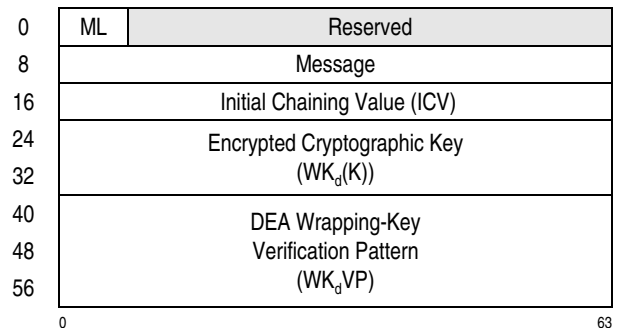 0 ML Reserved
8 Message
16 Initial Chaining Value (ICV)
24 Encrypted Cryptographic Key
32 (WKd(K))
40 DEA Wrapping-Key
48 Verification Pattern
56 (WKdVP)
0 63